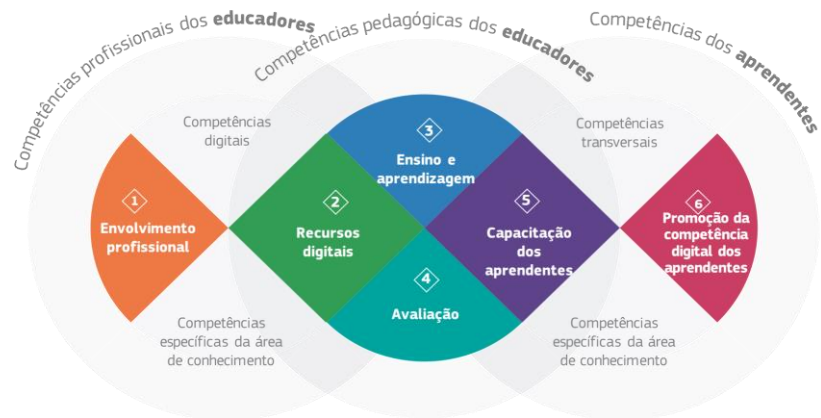 Competências profissionais dos educadores
Competências pedagógicas dos educadores
Competências dos aprendentes
Competências
digitais
Competências
transversais
1
Envolvimento
profissional
2
Recursos
digitais
3
Ensino e
aprendizagem
4
Avaliação
5
Capacitação
dos
aprendentes
6
Promoção da
competência
digital dos
aprendentes
Competências
específicas da área
de conhecimento
Competências
específicas da área
de conhecimento